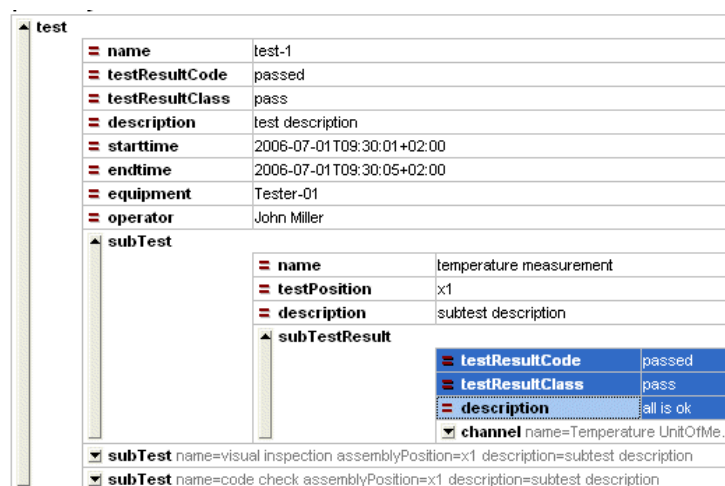 test
name test-1
testResultCode passed
testResultClass pass
description test description
starttime 2006-07-01T09:30:01+02:00
endtime 2006-07-01T09:30:05+02:00
equipment Tester-01
operator John Miller
subTest
name temperature measurement
testPosition x1
description subtest description
subTestResult
testResultCode passed
testResultClass pass
description all is ok
channel name=Temperature UnitOfMe..
subTest name=visual inspection assemblyPosition=x1 description=subtest description
subTest name=code check assemblyPosition=x1 description=subtest description